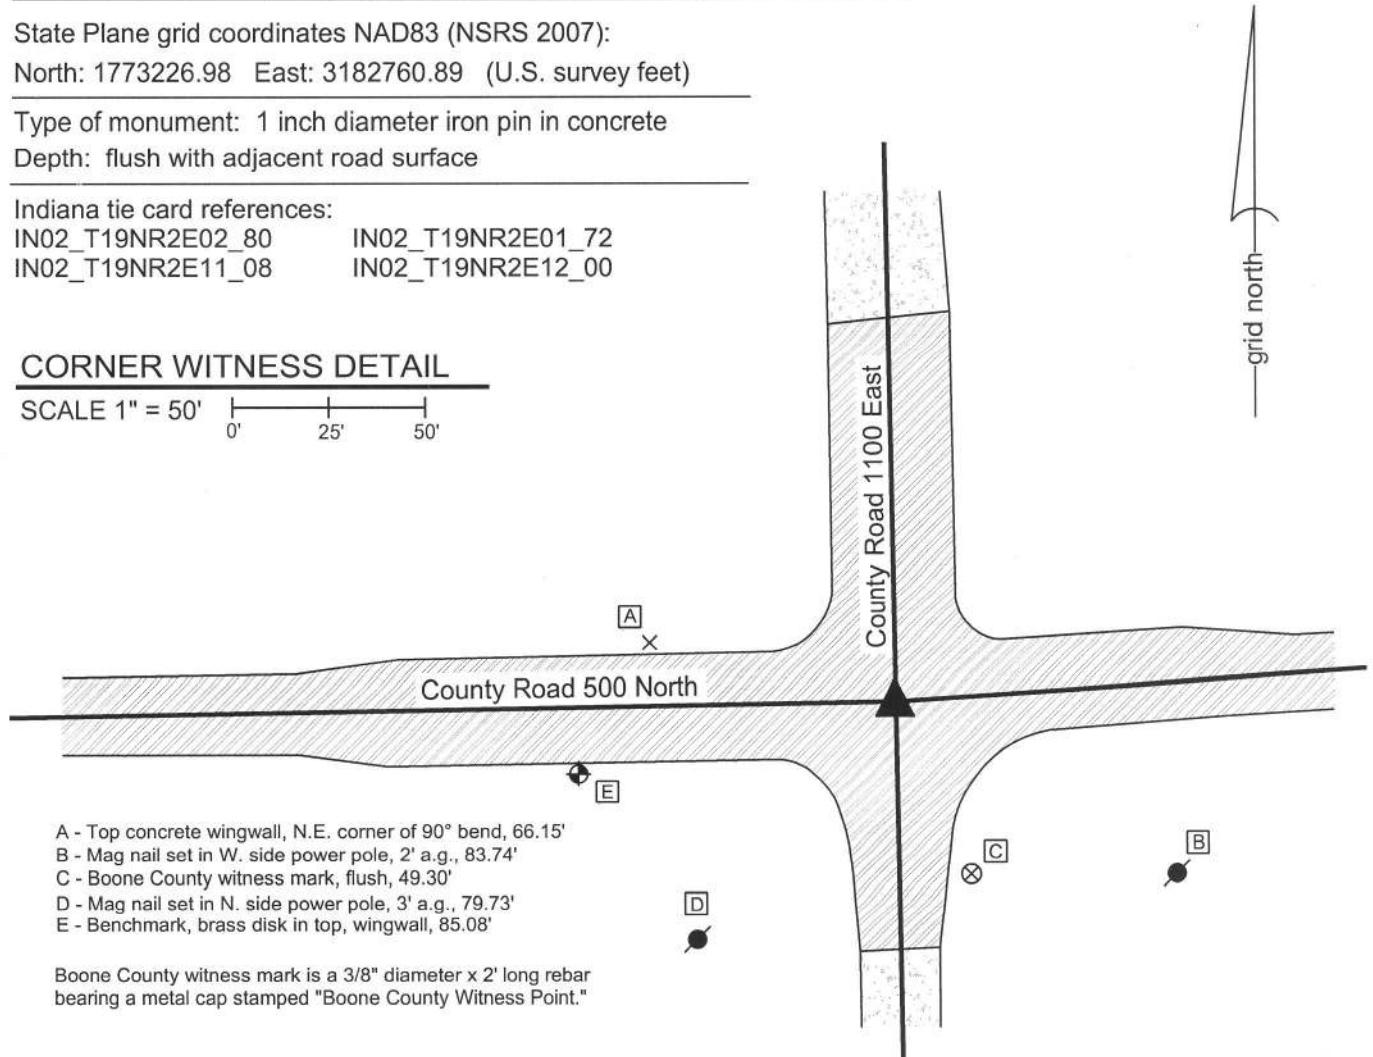 State Plane grid coordinates NAD83 (NSRS 2007):
North: 1773226.98 East: 3182760.89 (U.S. survey feet)
Type of monument: 1 inch diameter iron pin in concrete
Depth: flush with adjacent road surface
Indiana tie card references:
IN02_T19NR2E02_80 IN02_T19NR2E01_72
IN02_T19NR2E11_08 IN02_T19NR2E12_00
CORNER WITNESS DETAIL
SCALE 1" = 50'
0' 25' 50'
grid north
County Road 1100 East
County Road 500 North
A
E
C
B
D
A - Top concrete wingwall, N.E. corner of 90° bend, 66.15'
B - Mag nail set in W. side power pole, 2' a.g., 83.74'
C - Boone County witness mark, flush, 49.30'
D - Mag nail set in N. side power pole, 3' a.g., 79.73'
E - Benchmark, brass disk in top, wingwall, 85.08'
Boone County witness mark is a 3/8" diameter x 2' long rebar
bearing a metal cap stamped "Boone County Witness Point."